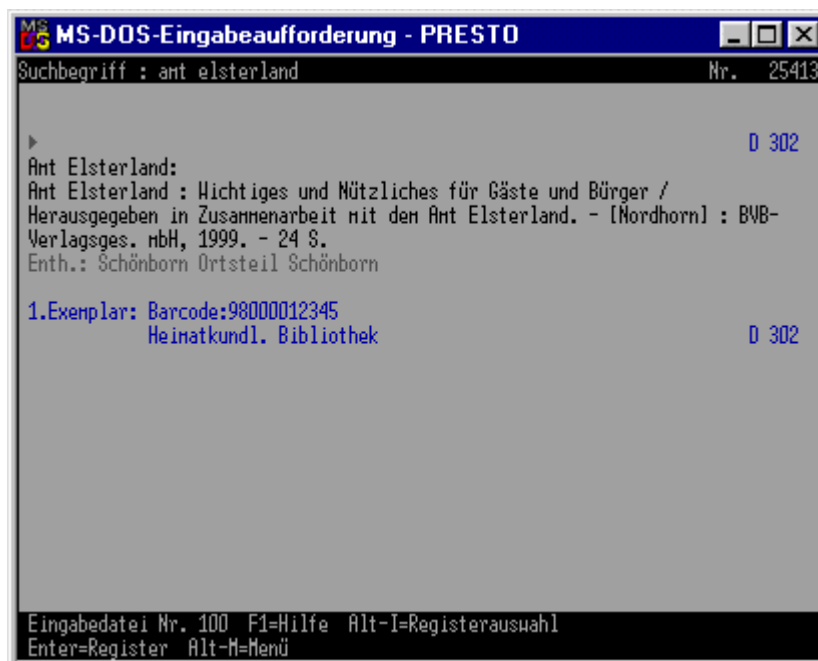 MS-DOS-Eingabeaufforderung - PRESTO
Suchbegriff : amt elsterland Nr. 25413
D 302
Amt Elsterland:
Amt Elsterland : Wichtiges und Nützliches für Gäste und Bürger /
Herausgegeben in Zusammenarbeit mit dem Amt Elsterland. - [Nordhorn] : BVB-
Verlagsges. mbH, 1999. - 24 S.
Enth.: Schönborn Ortsteil Schönborn
1.Exemplar: Barcode:98000012345
Heimatkundl. Bibliothek D 302
Eingabedatei Nr. 100 F1=Hilfe Alt-I=Registerauswahl
Enter=Register Alt-M=Menü